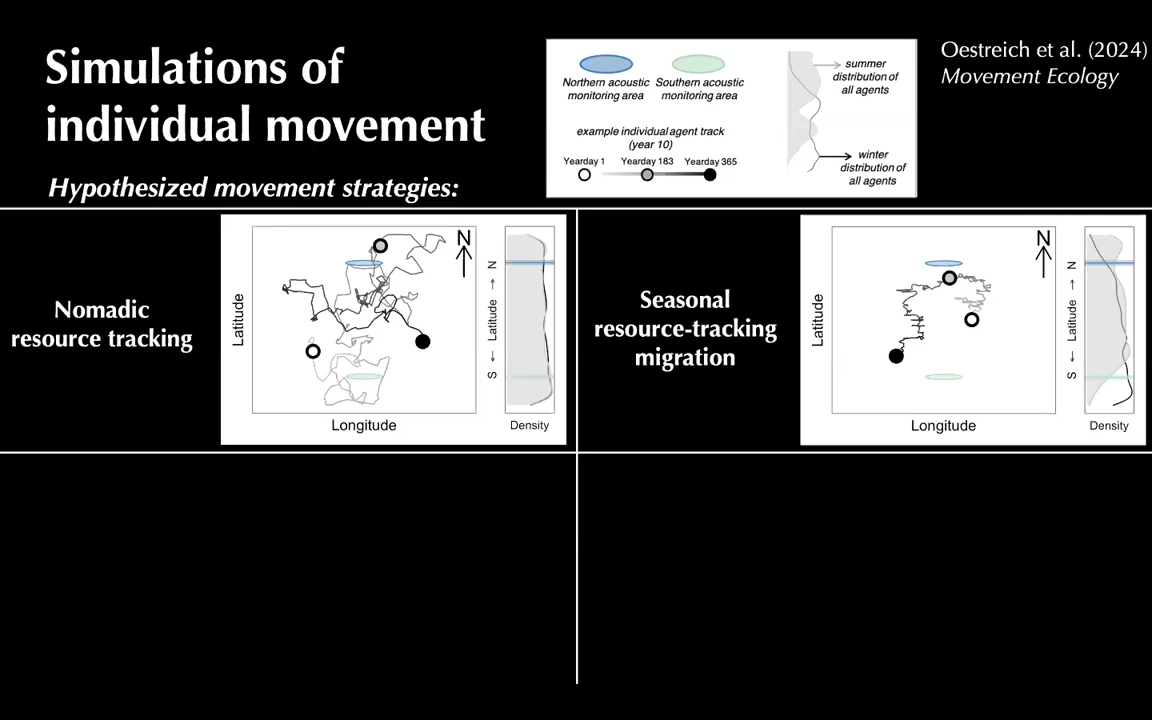 Simulations of
individual movement
Hypothesized movement strategies:
Northern acoustic
monitoring area
Southern acoustic
monitoring area
example individual agent track
(year 10)
Yearday 1
Yearday 183
Yearday 365
summer
distribution of
all agents
winter
distribution of
all agents
Oestreich et al. (2024)
Movement Ecology
Nomadic
resource tracking
Latitude
N
Longitude
S ← Latitude → N
Density
Seasonal
resource-tracking
migration
Latitude
N
Longitude
S ← Latitude → N
Density